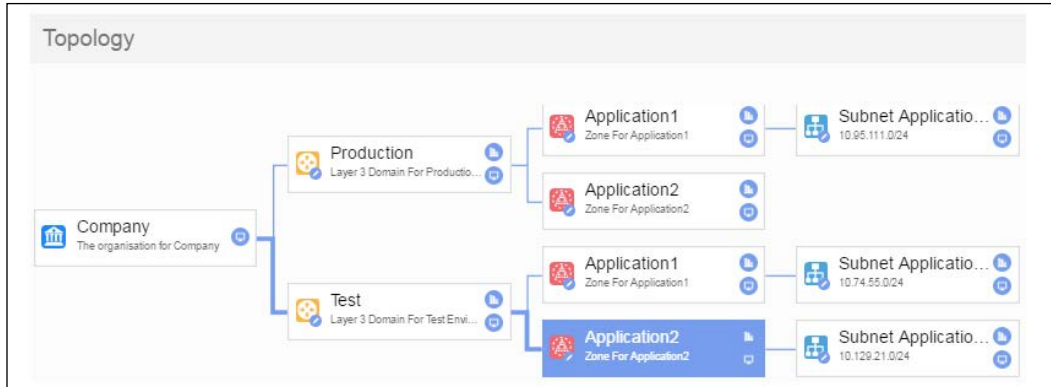 Topology
Application1
Zone For Application1
Subnet Applicatio...
10.95.111.0/24
Production
Layer 3 Domain For Productio...
Application2
Zone For Application2
Company
The organisation for Company
Application1
Zone For Application1
Subnet Applicatio...
10.74.55.0/24
Test
Layer 3 Domain For Test Envi...
Application2
Zone For Application2
Subnet Applicatio...
10.129.21.0/24